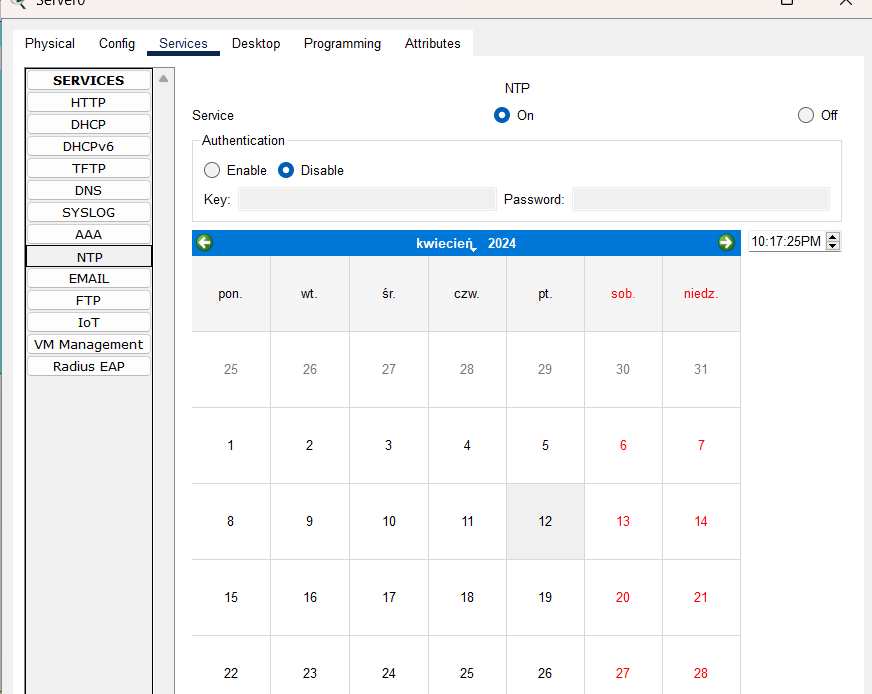 Server0
Physical Config Services Desktop Programming Attributes
SERVICES
HTTP
DHCP
DHCPv6
TFTP
DNS
SYSLOG
AAA
NTP
EMAIL
FTP
IoT
VM Management
Radius EAP
NTP
Service On Off
Authentication
Enable Disable
Key: Password:
kwiecień 2024 10:17:25PM
pon. wt. śr. czw. pt. sob. niedz.
25 26 27 28 29 30 31
1 2 3 4 5 6 7
8 9 10 11 12 13 14
15 16 17 18 19 20 21
22 23 24 25 26 27 28